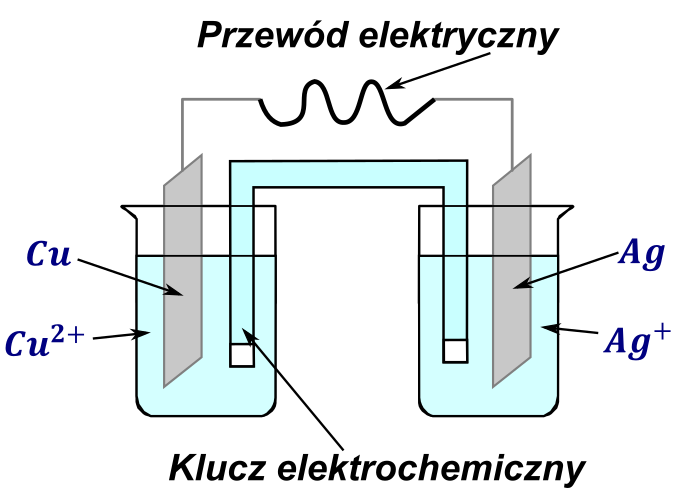 Przewód elektryczny
Cu
Ag
Cu²⁺
Ag⁺
Klucz elektrochemiczny